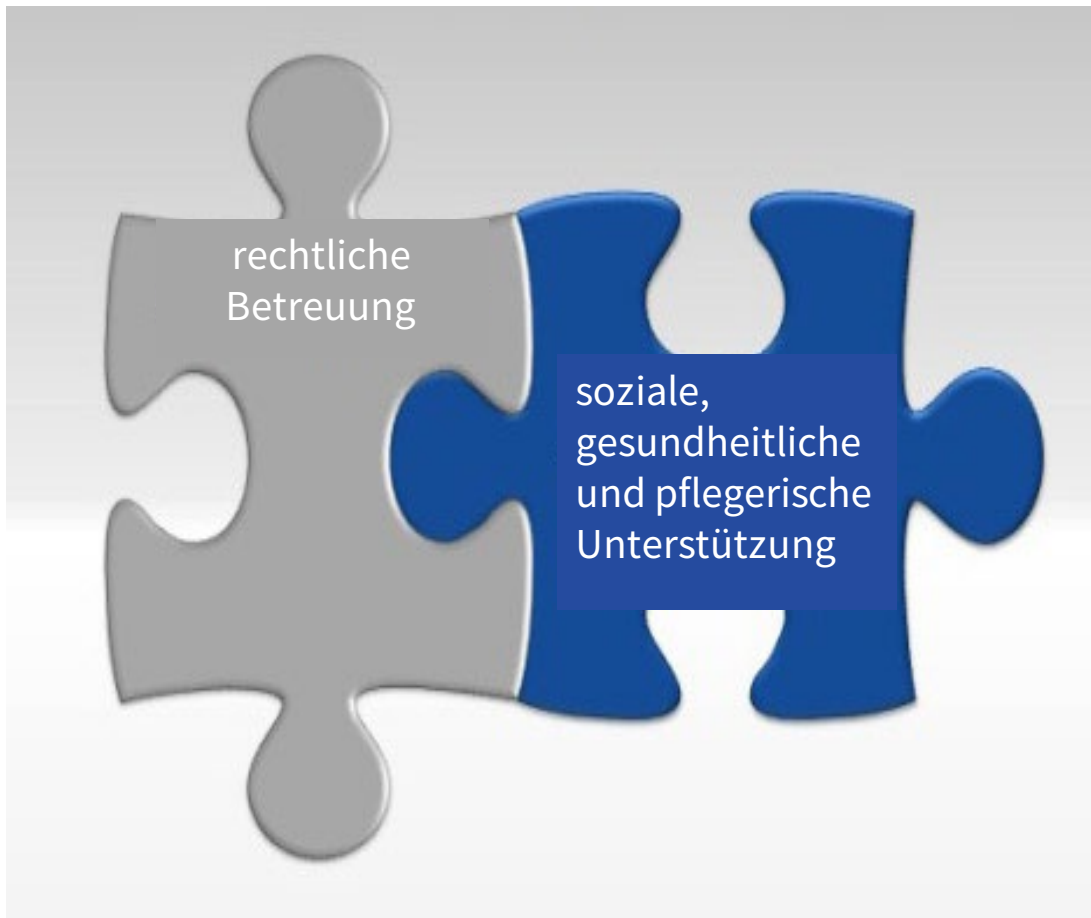 rechtliche
Betreuung
soziale,
gesundheitliche
und pflegerische
Unterstützung